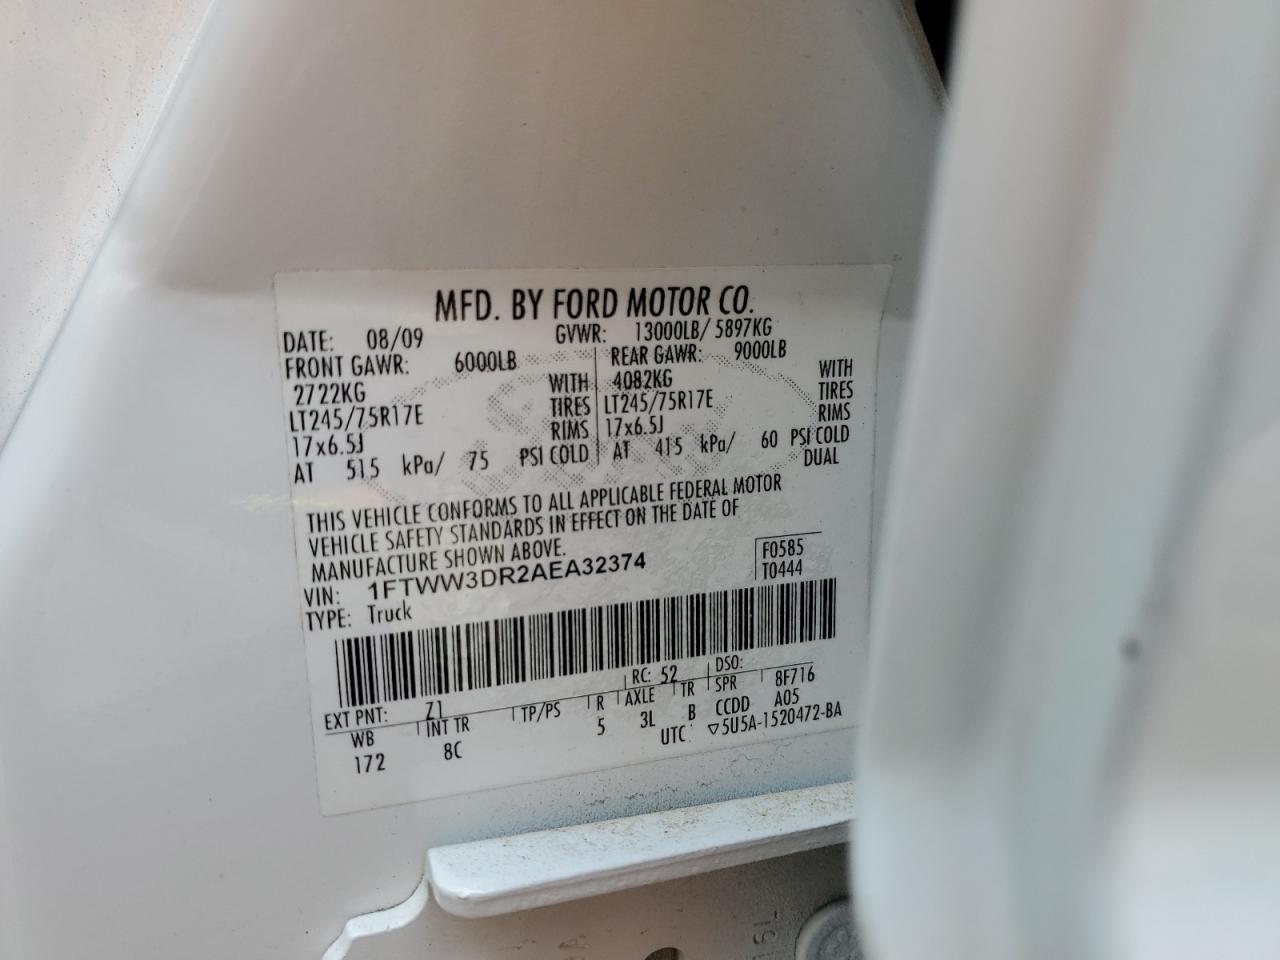 MFD. BY FORD MOTOR CO.
DATE: 08/09 GVWR: 13000LB/ 5897KG
FRONT GAWR: 6000LB REAR GAWR: 9000LB
2722KG WITH 4082KG WITH
LT245/75R17E TIRES LT245/75R17E TIRES
17x6.5J RIMS 17x6.5J RIMS
AT 515 kPa/ 75 PSI COLD AT 415 kPa/ 60 PSI COLD
DUAL
THIS VEHICLE CONFORMS TO ALL APPLICABLE FEDERAL MOTOR
VEHICLE SAFETY STANDARDS IN EFFECT ON THE DATE OF
MANUFACTURE SHOWN ABOVE.
VIN: 1FTWW3DR2AEA32374 F0585
TYPE: Truck T0444
EXT PNT: Z1 RC: 52 DSO:
WB INT TR TP/PS R AXLE TR SPR 8F716
172 8C 5 3L B CCDD A05
UTC ▽5U5A-1520472-BA